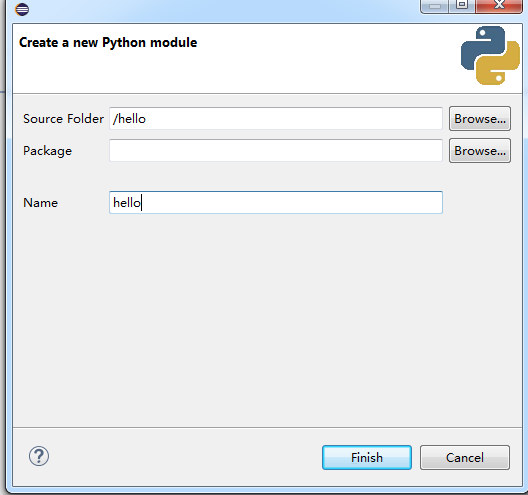 Create a new Python module
Source Folder /hello Browse...
Package Browse...
Name hello
? Finish Cancel